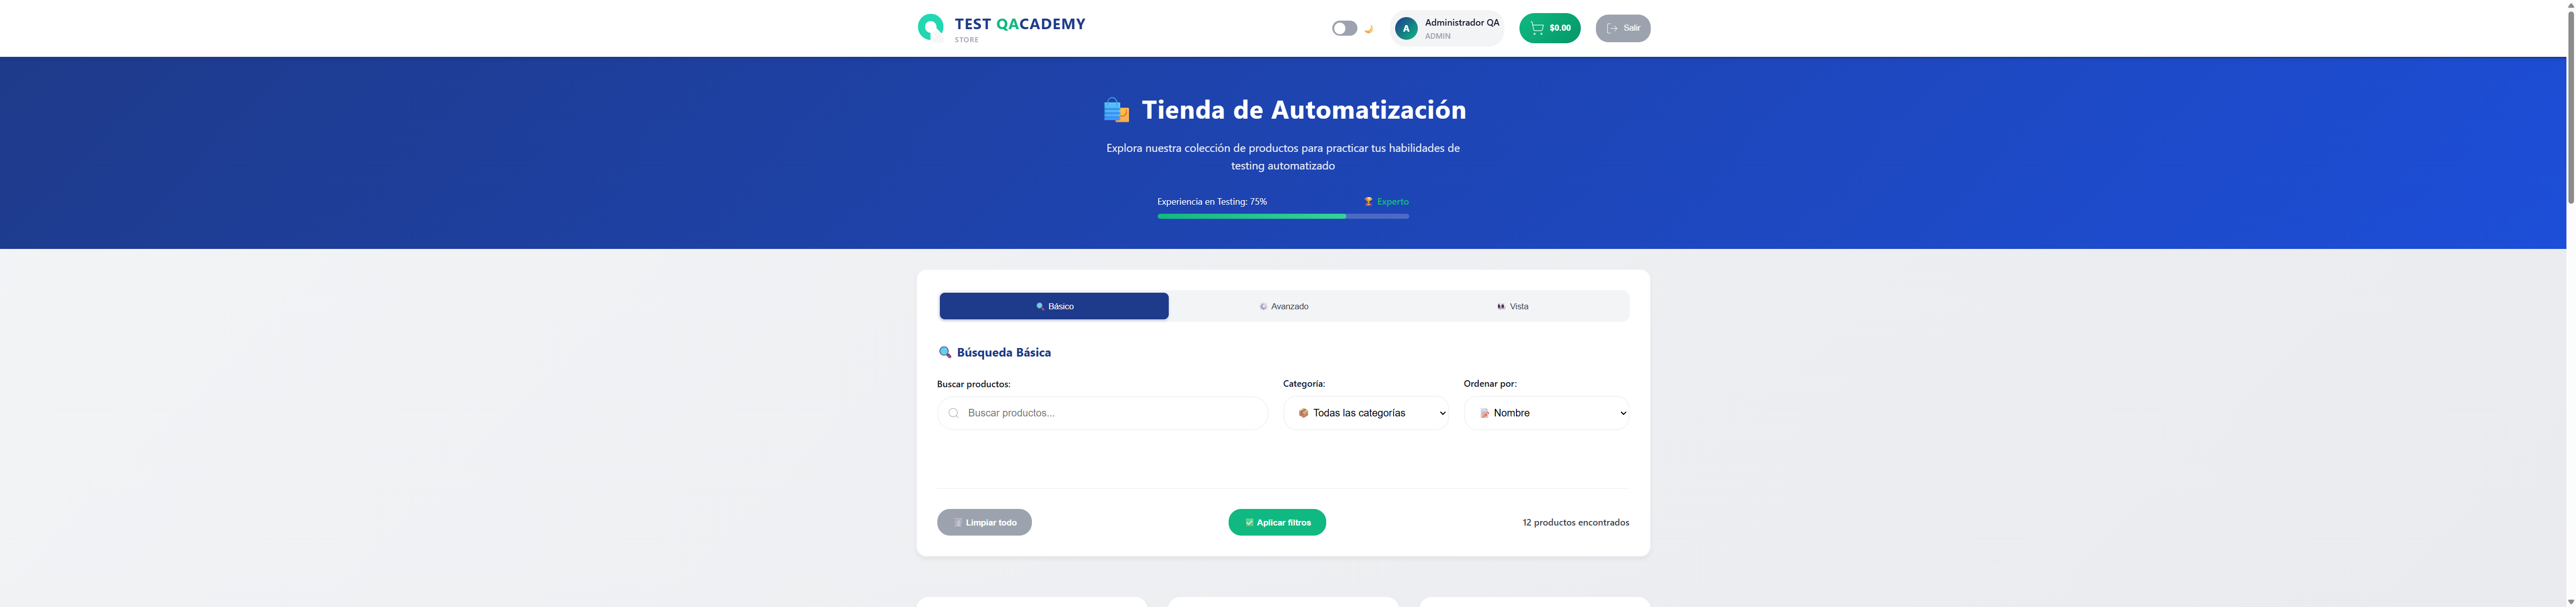 TEST QACADEMY
STORE
A
Administrador QA
ADMIN
$0.00
Salir
Tienda de Automatización
Explora nuestra colección de productos para practicar tus habilidades de
testing automatizado
Experiencia en Testing: 75%
Experto
Básico
Avanzado
Vista
Búsqueda Básica
Buscar productos:
Categoría:
Ordenar por:
Buscar productos...
Todas las categorías
Nombre
Limpiar todo
Aplicar filtros
12 productos encontrados